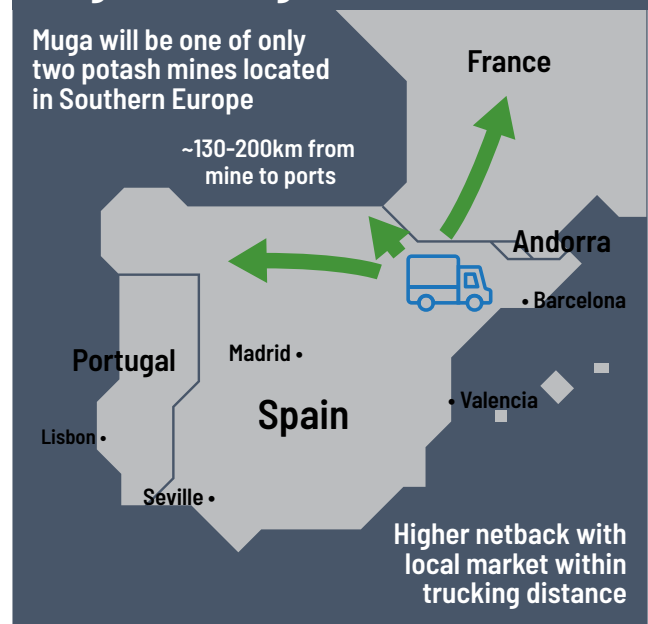 Muga will be one of only
two potash mines located
in Southern Europe
France
~130-200km from
mine to ports
Andorra
• Barcelona
Madrid •
Portugal
• Valencia
Spain
Lisbon •
Seville •
Higher netback with
local market within
trucking distance